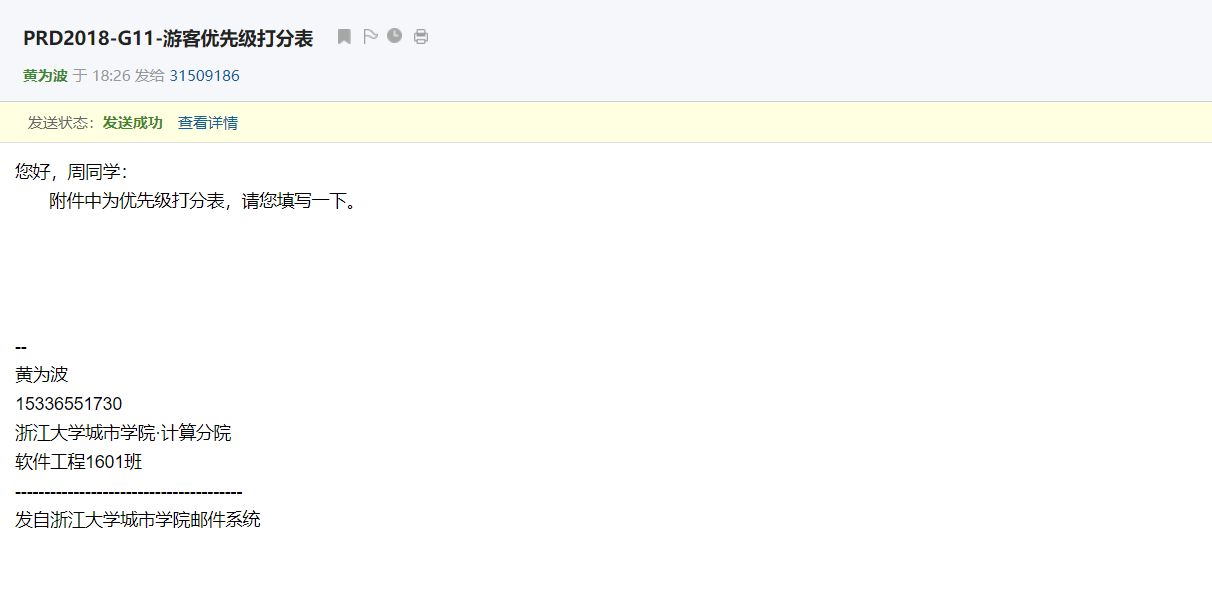 PRD2018-G11-游客优先级打分表
黄为波 于 18:26 发给 31509186
发送状态：发送成功 查看详情
您好，周同学：
附件中为优先级打分表，请您填写一下。
--
黄为波
15336551730
浙江大学城市学院·计算分院
软件工程1601班
---------------------------------------
发自浙江大学城市学院邮件系统